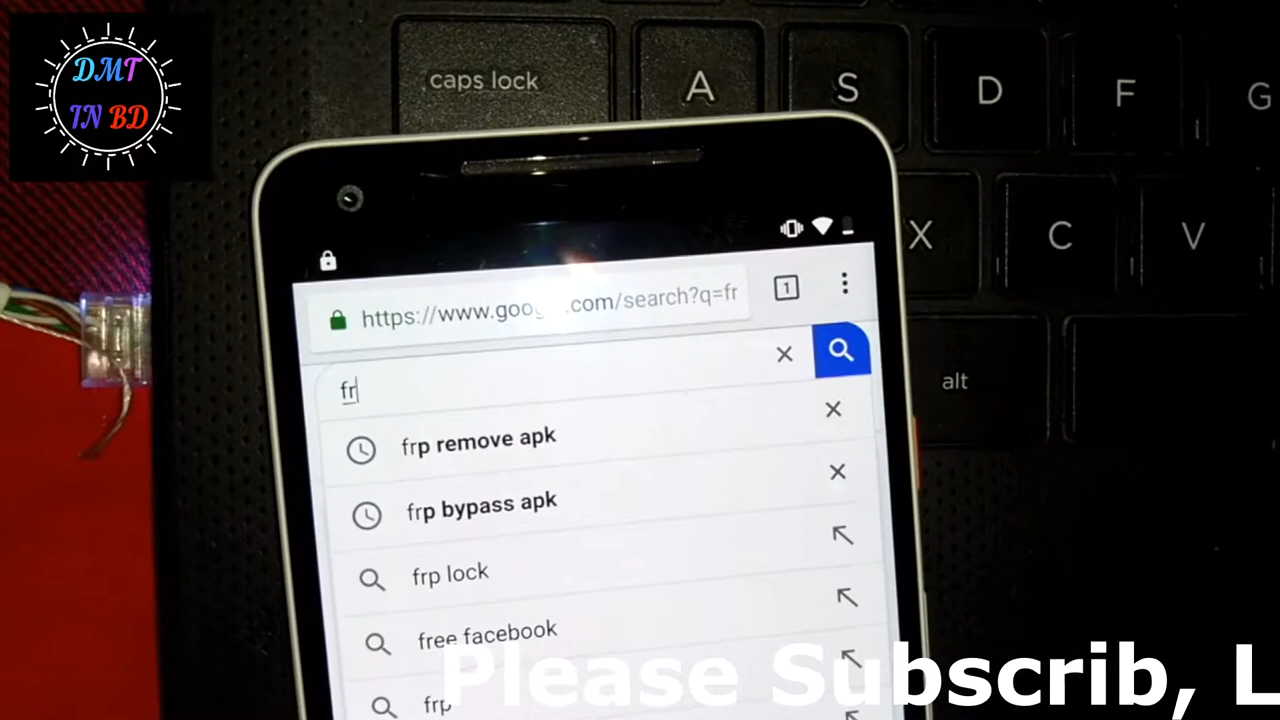 DMT
IN BD
caps lock
A
S
D
F
G
X
C
V
alt
https://www.goo .com/search?q=fr
1
fr
frp remove apk
frp bypass apk
frp lock
free facebook
frp
Please Subscrib, L